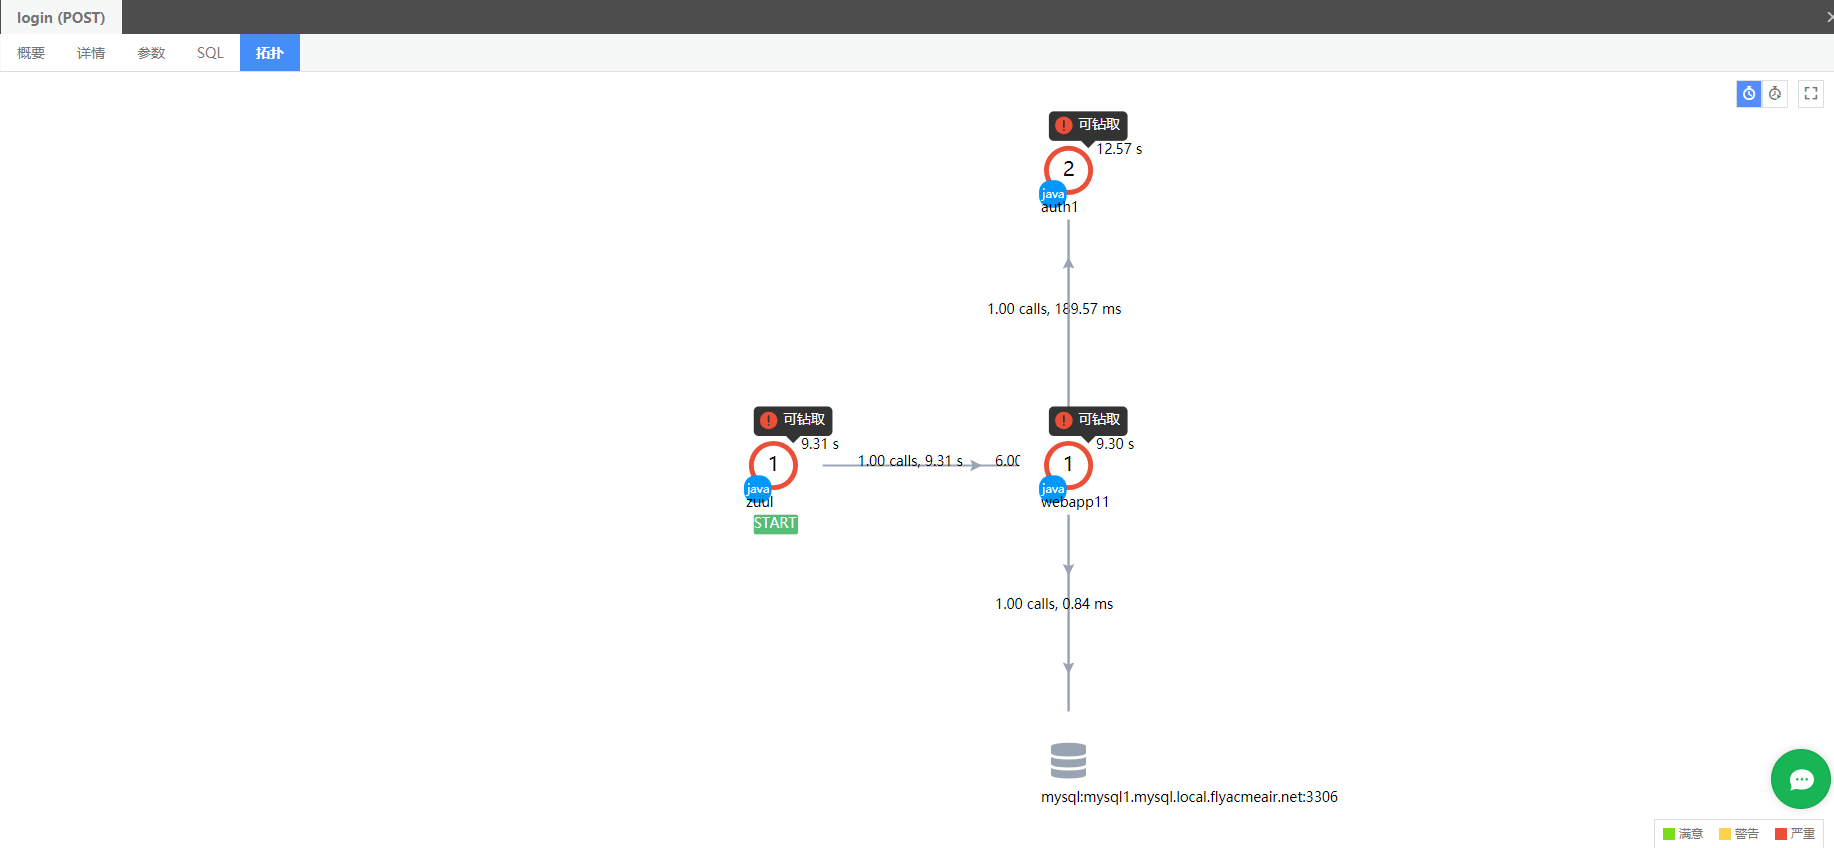 login (POST)
概要 详情 参数 SQL 拓扑
可钻取
12.57 s
2
java
auth1
1.00 calls, 189.57 ms
可钻取
9.31 s
1
java
zuul
START
1.00 calls, 9.31 s
6.00
可钻取
9.30 s
1
java
webapp11
1.00 calls, 0.84 ms
mysql:mysql1.mysql.local.flyacmeair.net:3306
满意 警告 严重